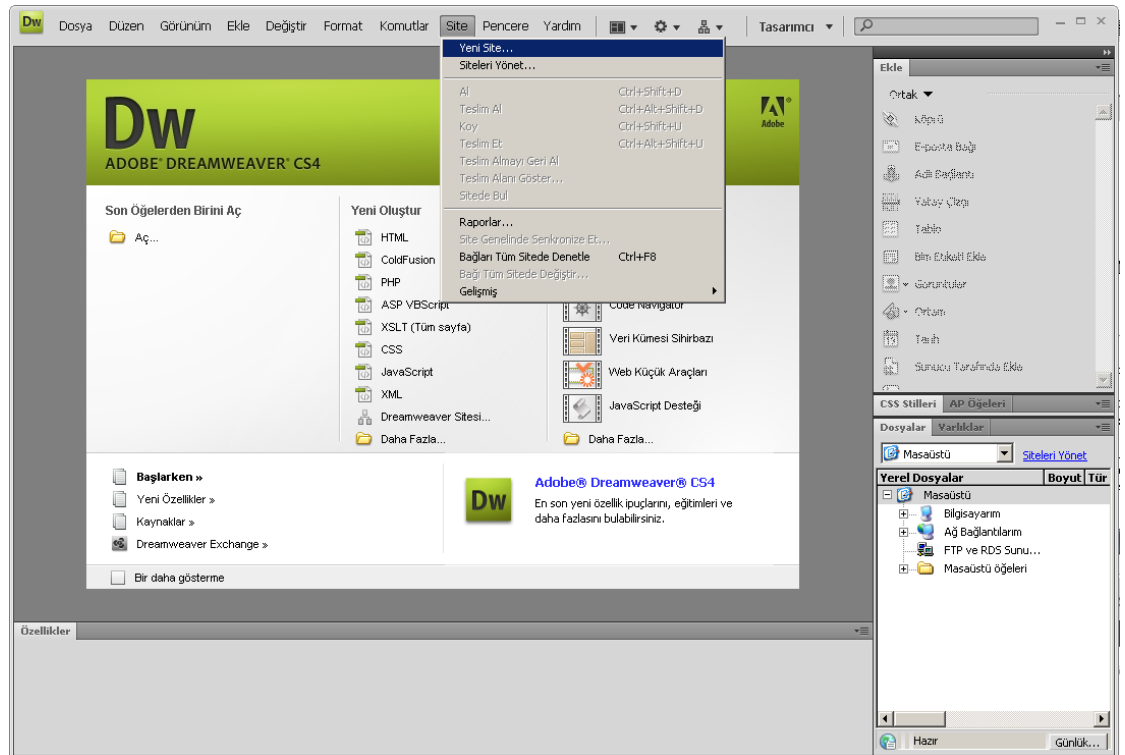 Dw Dosya Düzen Görünüm Ekle Değiştir Format Komutlar Site Pencere Yardım Tasarımcı
Yeni Site...
Siteleri Yönet...
Al Ctrl+Shift+D
Teslim Al Ctrl+Alt+Shift+D
Koy Ctrl+Shift+U
Teslim Et Ctrl+Alt+Shift+U
Teslim Almayı Geri Al
Teslim Alanı Göster...
Sitede Bul
Raporlar...
Site Genelinde Senkronize Et...
Bağları Tüm Sitede Denetle Ctrl+F8
Bağı Tüm Sitede Değiştir...
Gelişmiş
Dw
ADOBE® DREAMWEAVER® CS4
Adobe
Son Öğelerden Birini Aç
Aç...
Yeni Oluştur
HTML
ColdFusion
PHP
ASP VBScript
XSLT (Tüm sayfa)
CSS
JavaScript
XML
Dreamweaver Sitesi...
Daha Fazla...
Code Navigator
Veri Kümesi Sihirbazı
Web Küçük Araçları
JavaScript Desteği
Daha Fazla...
Başlarken »
Yeni Özellikler »
Kaynaklar »
Dreamweaver Exchange »
Dw
Adobe® Dreamweaver® CS4
En son yeni özellik ipuçlarını, eğitimleri ve
daha fazlasını bulabilirsiniz.
Bir daha gösterme
Özellikler
Ekle
Ortak
Köprü
E-posta Bağı
Adlı Bağlantı
Yatay Çizgi
Tablo
Bim Etiketi Ekle
Görüntüler
Ortam
Tarih
Sunucu Tarafında Ekle
CSS Stilleri AP Öğeleri
Dosyalar Varlıklar
Masaüstü Siteleri Yönet
Yerel Dosyalar Boyut Tür
Masaüstü
Bilgisayarım
Ağ Bağlantılarım
FTP ve RDS Sunu...
Masaüstü öğeleri
Hazır Günlük...